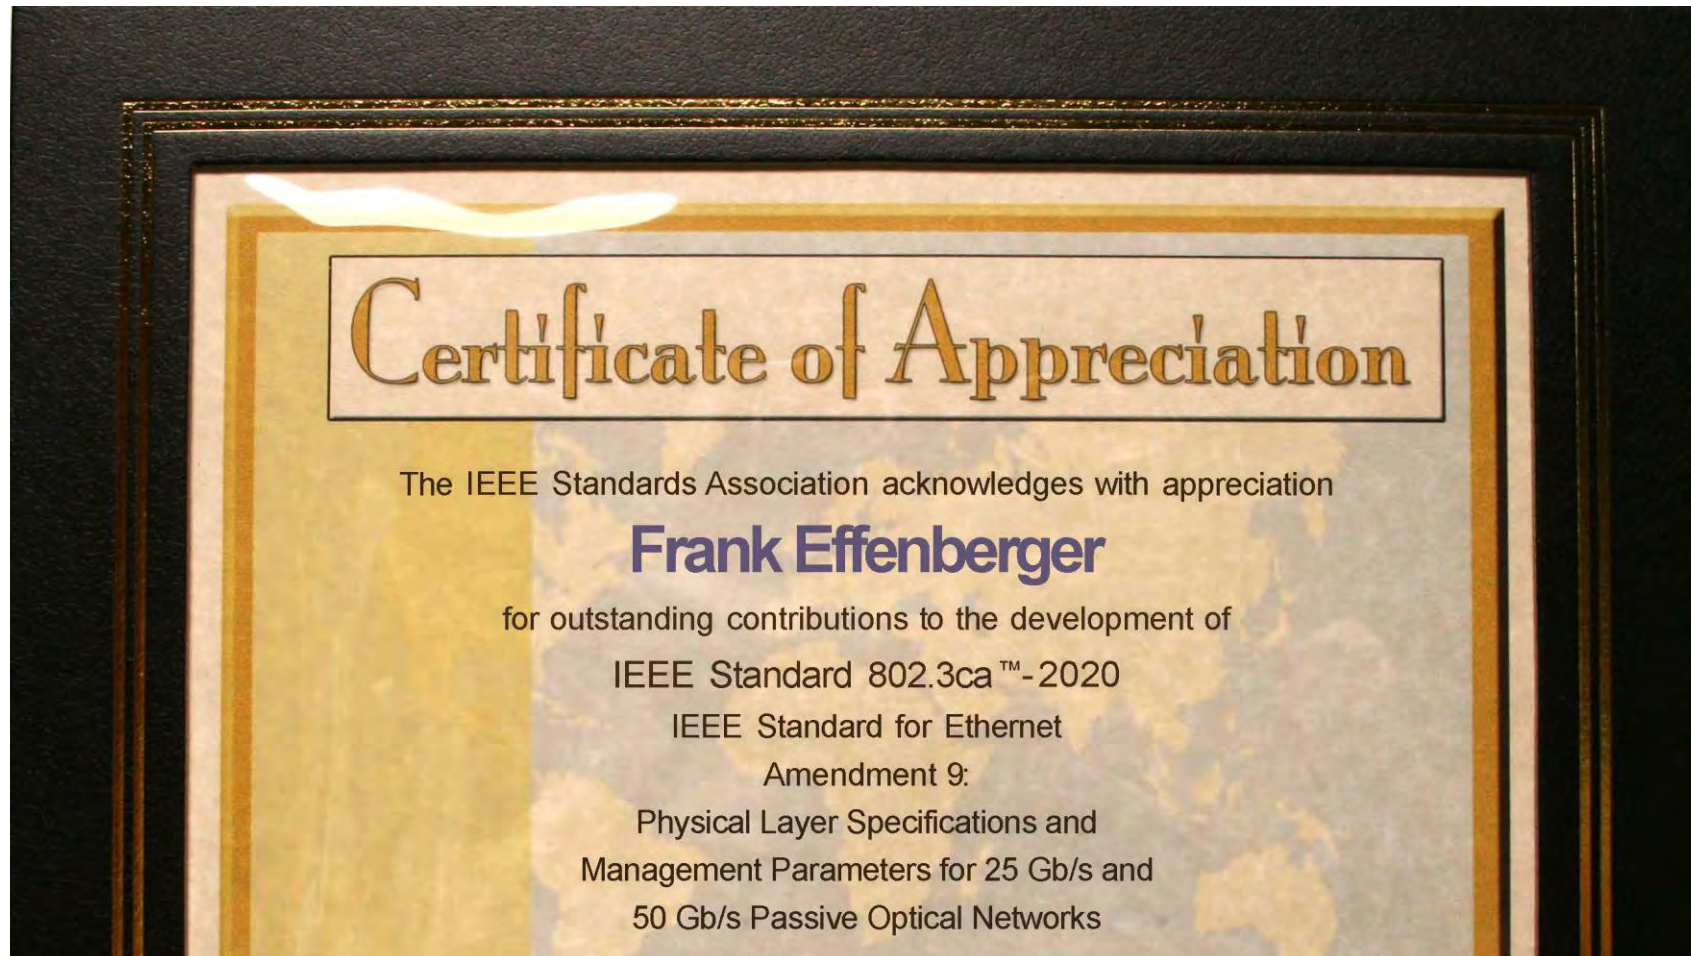 Certificate of Appreciation
The IEEE Standards Association acknowledges with appreciation
Frank Effenberger
for outstanding contributions to the development of
IEEE Standard 802.3ca™-2020
IEEE Standard for Ethernet
Amendment 9:
Physical Layer Specifications and
Management Parameters for 25 Gb/s and
50 Gb/s Passive Optical Networks